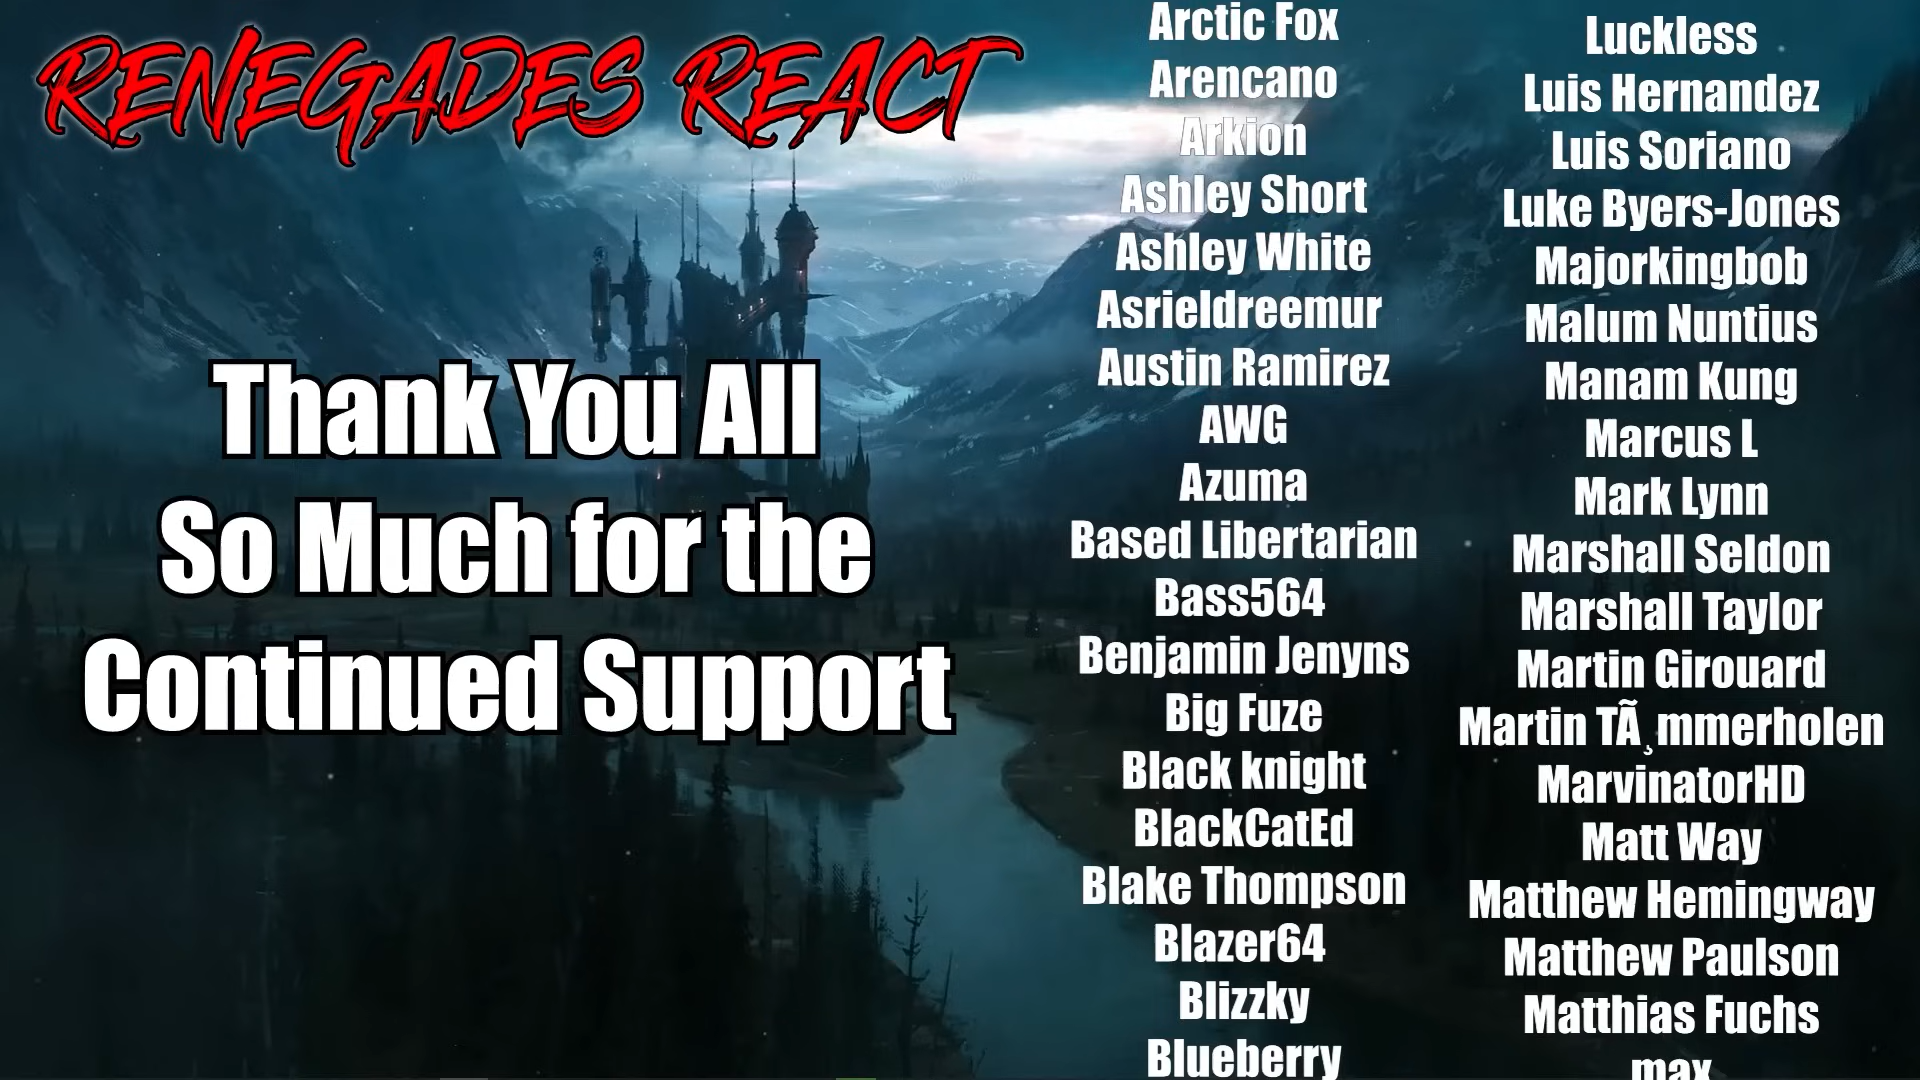 RENEGADES REACT
Thank You All
So Much for the
Continued Support
Arctic Fox
Arencano
Arkion
Ashley Short
Ashley White
Asrieldreemur
Austin Ramirez
AWG
Azuma
Based Libertarian
Bass564
Benjamin Jenyns
Big Fuze
Black knight
BlackCatEd
Blake Thompson
Blazer64
Blizzky
Blueberry
Luckless
Luis Hernandez
Luis Soriano
Luke Byers-Jones
Majorkingbob
Malum Nuntius
Manam Kung
Marcus L
Mark Lynn
Marshall Seldon
Marshall Taylor
Martin Girouard
Martin TÃ¸mmerholen
MarvinatorHD
Matt Way
Matthew Hemingway
Matthew Paulson
Matthias Fuchs
max